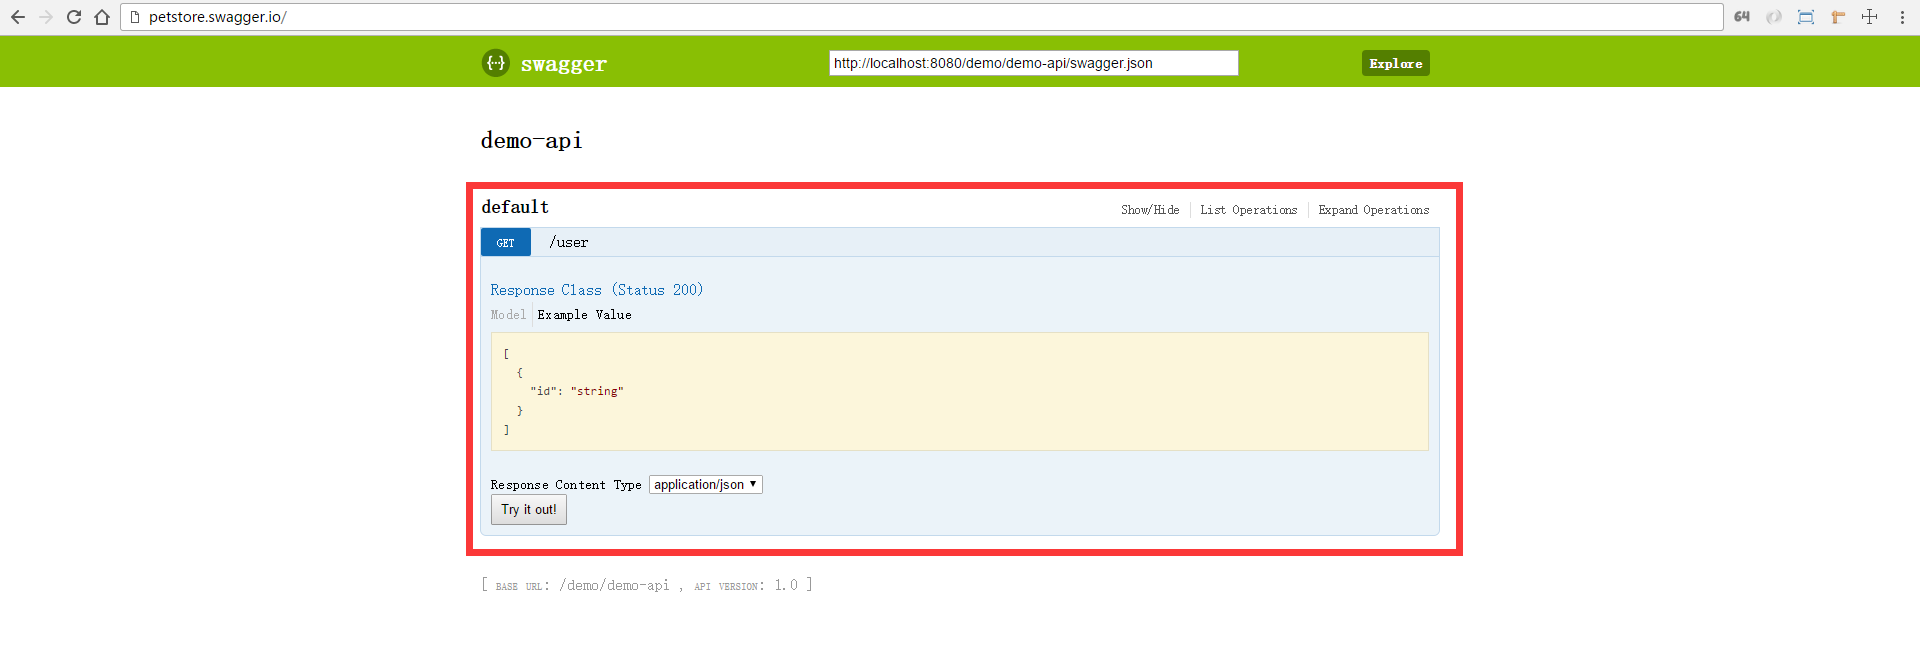 petstore.swagger.io/
64
{··} swagger
http://localhost:8080/demo/demo-api/swagger.json
Explore
demo-api
default
Show/Hide
List Operations
Expand Operations
GET /user
Response Class (Status 200)
Model Example Value
[
{
"id": "string"
}
]
Response Content Type application/json
Try it out!
[ BASE URL: /demo/demo-api , API VERSION: 1.0 ]